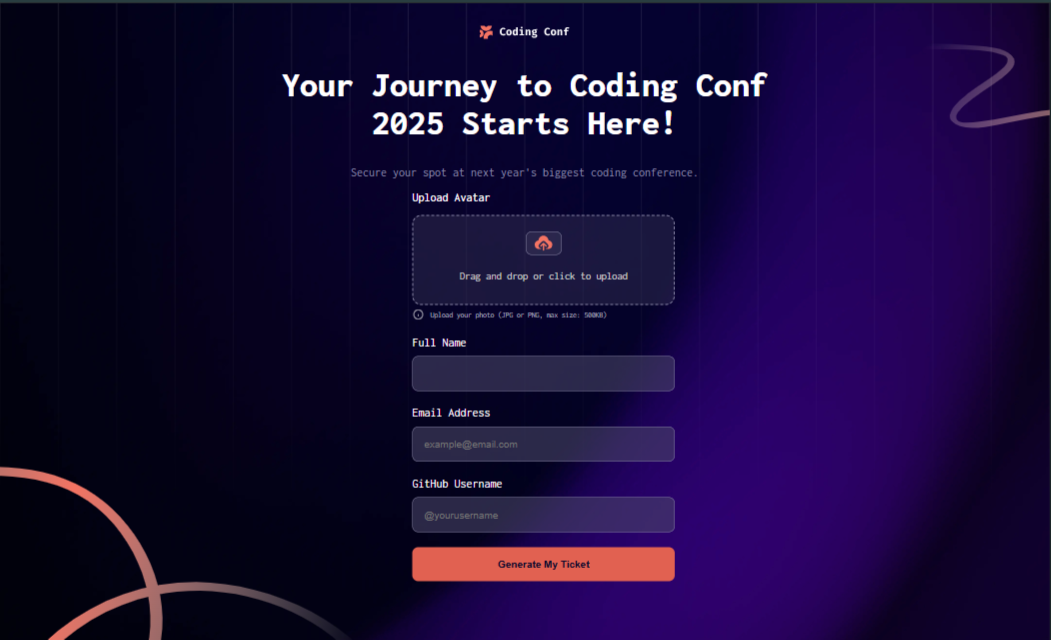 Coding Conf
Your Journey to Coding Conf
2025 Starts Here!
Secure your spot at next year's biggest coding conference.
Upload Avatar
Drag and drop or click to upload
Upload your photo (JPG or PNG, max size: 500KB)
Full Name
Email Address
example@email.com
GitHub Username
@yourusername
Generate My Ticket